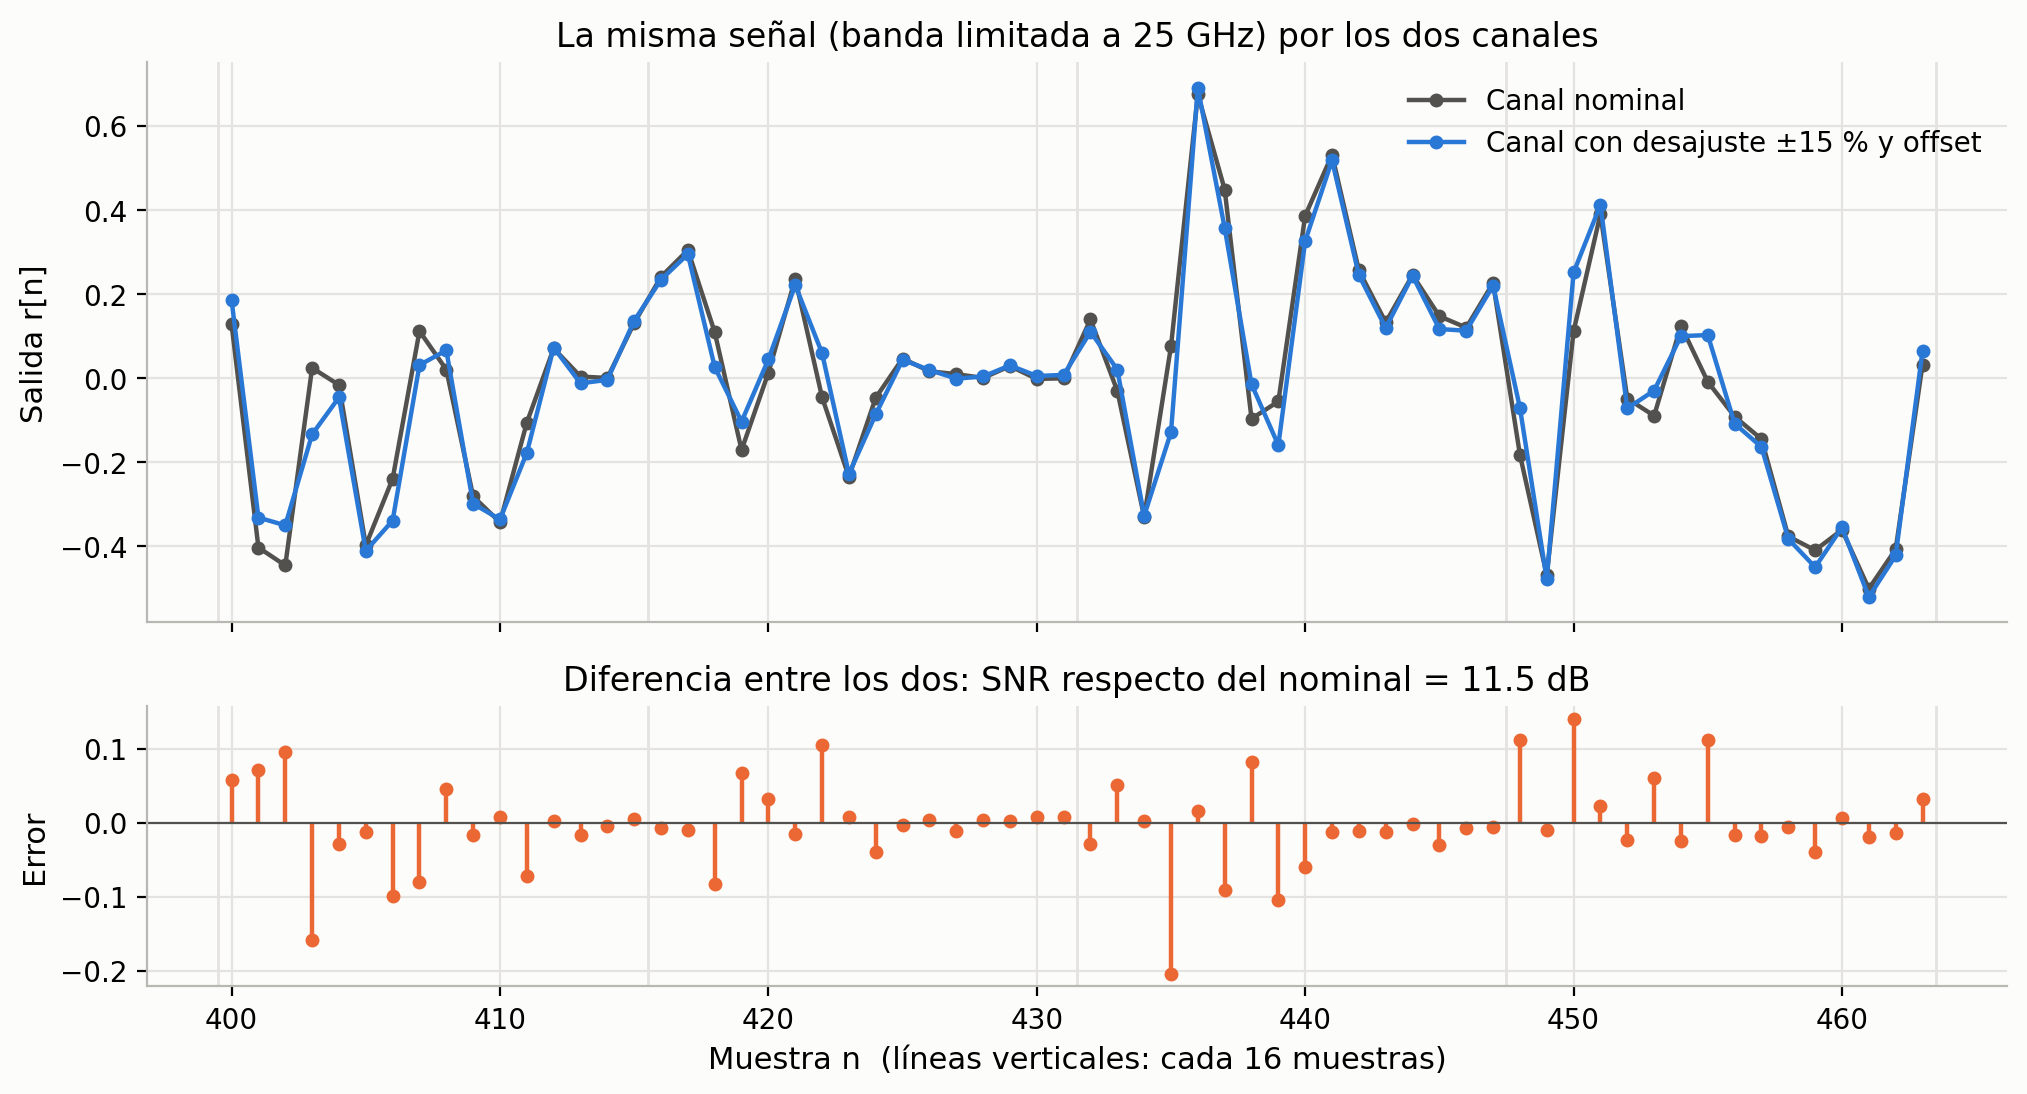 La misma señal (banda limitada a 25 GHz) por los dos canales
Canal nominal
Canal con desajuste ±15 % y offset
Salida r[n]
0.6
0.4
0.2
0.0
−0.2
−0.4
Diferencia entre los dos: SNR respecto del nominal = 11.5 dB
Error
0.1
0.0
−0.1
−0.2
400 410 420 430 440 450 460
Muestra n  (líneas verticales: cada 16 muestras)